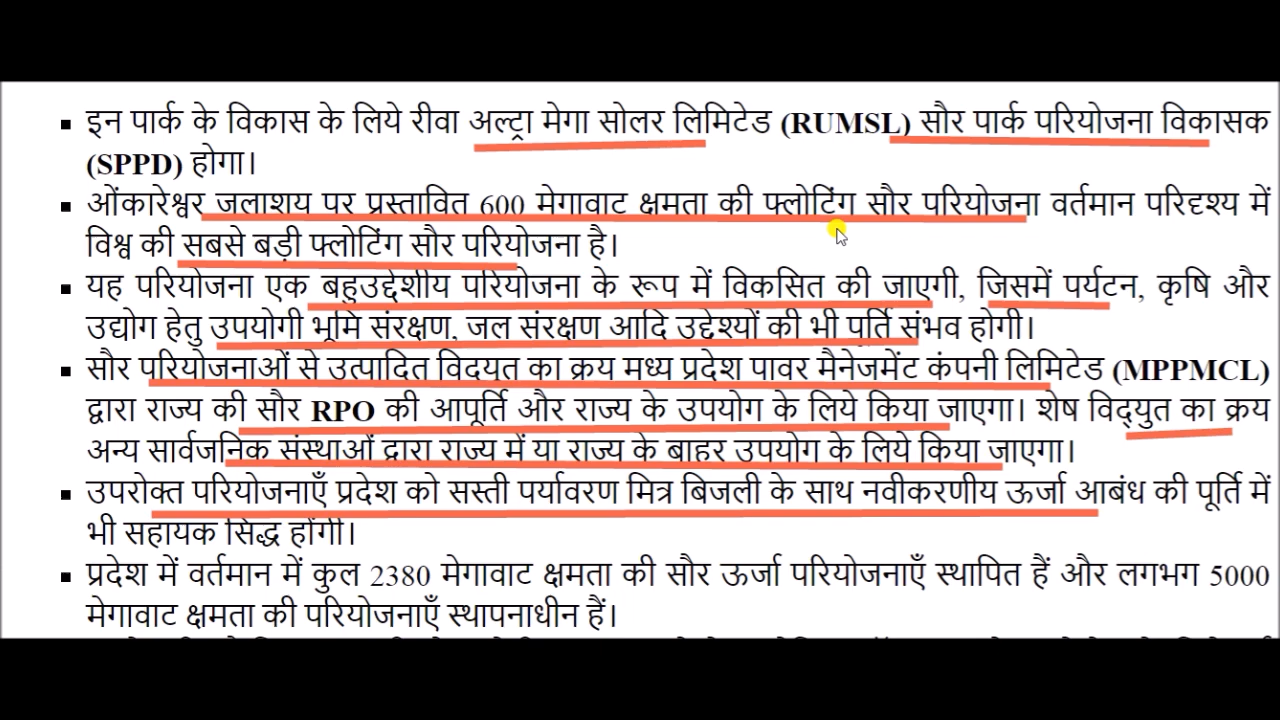 ▪ इन पार्क के विकास के लिये रीवा अल्ट्रा मेगा सोलर लिमिटेड (RUMSL) सौर पार्क परियोजना विकासक
(SPPD) होगा।
▪ ओंकारेश्वर जलाशय पर प्रस्तावित 600 मेगावाट क्षमता की फ्लोटिंग सौर परियोजना वर्तमान परिदृश्य में
विश्व की सबसे बड़ी फ्लोटिंग सौर परियोजना है।
▪ यह परियोजना एक बहुउद्देशीय परियोजना के रूप में विकसित की जाएगी, जिसमें पर्यटन, कृषि और
उद्योग हेतु उपयोगी भूमि संरक्षण, जल संरक्षण आदि उद्देश्यों की भी पूर्ति संभव होगी।
▪ सौर परियोजनाओं से उत्पादित विद्युत का क्रय मध्य प्रदेश पावर मैनेजमेंट कंपनी लिमिटेड (MPPMCL)
द्वारा राज्य की सौर RPO की आपूर्ति और राज्य के उपयोग के लिये किया जाएगा। शेष विद्युत का क्रय
अन्य सार्वजनिक संस्थाओं द्वारा राज्य में या राज्य के बाहर उपयोग के लिये किया जाएगा।
▪ उपरोक्त परियोजनाएँ प्रदेश को सस्ती पर्यावरण मित्र बिजली के साथ नवीकरणीय ऊर्जा आबंध की पूर्ति में
भी सहायक सिद्ध होंगी।
▪ प्रदेश में वर्तमान में कुल 2380 मेगावाट क्षमता की सौर ऊर्जा परियोजनाएँ स्थापित हैं और लगभग 5000
मेगावाट क्षमता की परियोजनाएँ स्थापनाधीन हैं।